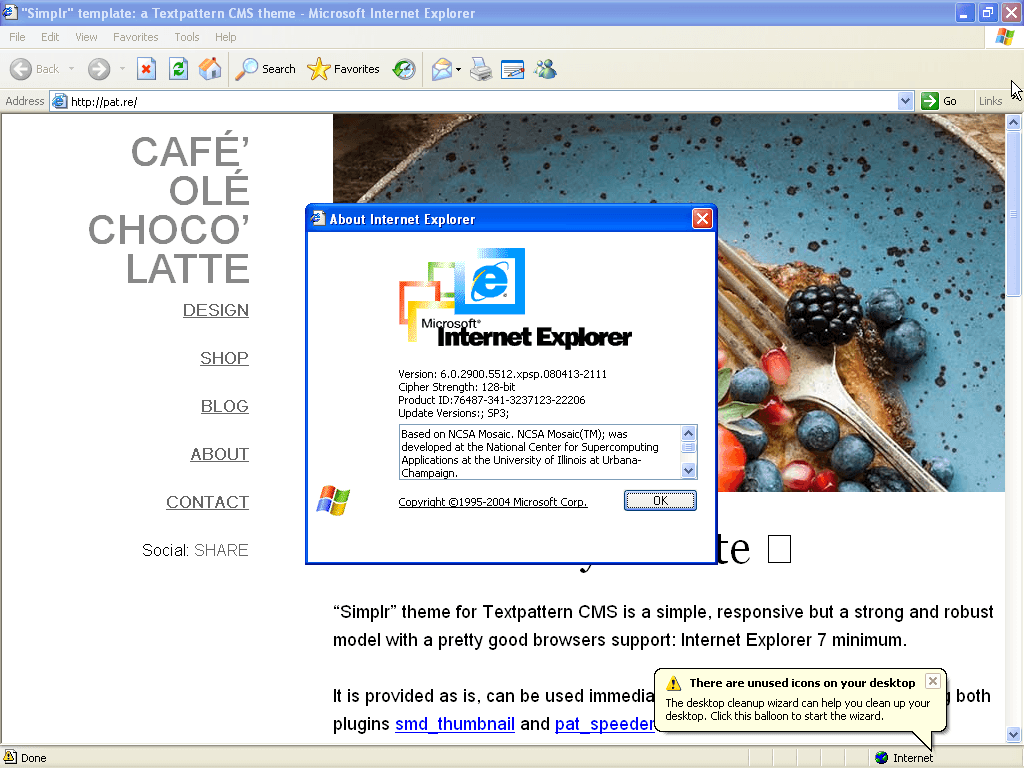 "Simplr" template: a Textpattern CMS theme - Microsoft Internet Explorer
File Edit View Favorites Tools Help
Back Search Favorites
Address http://pat.re/ Go Links
CAFÉ’
OLÉ
CHOCO’
LATTE
DESIGN
SHOP
BLOG
ABOUT
CONTACT
Social: SHARE
About Internet Explorer
Microsoft®
Internet Explorer
Version: 6.0.2900.5512.xpsp.080413-2111
Cipher Strength: 128-bit
Product ID:76487-341-3237123-22206
Update Versions:; SP3;
Based on NCSA Mosaic. NCSA Mosaic(TM); was
developed at the National Center for Supercomputing
Applications at the University of Illinois at Urbana-
Champaign.
Copyright ©1995-2004 Microsoft Corp.
OK
te □
“Simplr” theme for Textpattern CMS is a simple, responsive but a strong and robust
model with a pretty good browsers support: Internet Explorer 7 minimum.
It is provided as is, can be used immedia g both
plugins smd_thumbnail and pat_speeder
There are unused icons on your desktop
The desktop cleanup wizard can help you clean up your
desktop. Click this balloon to start the wizard.
Done Internet